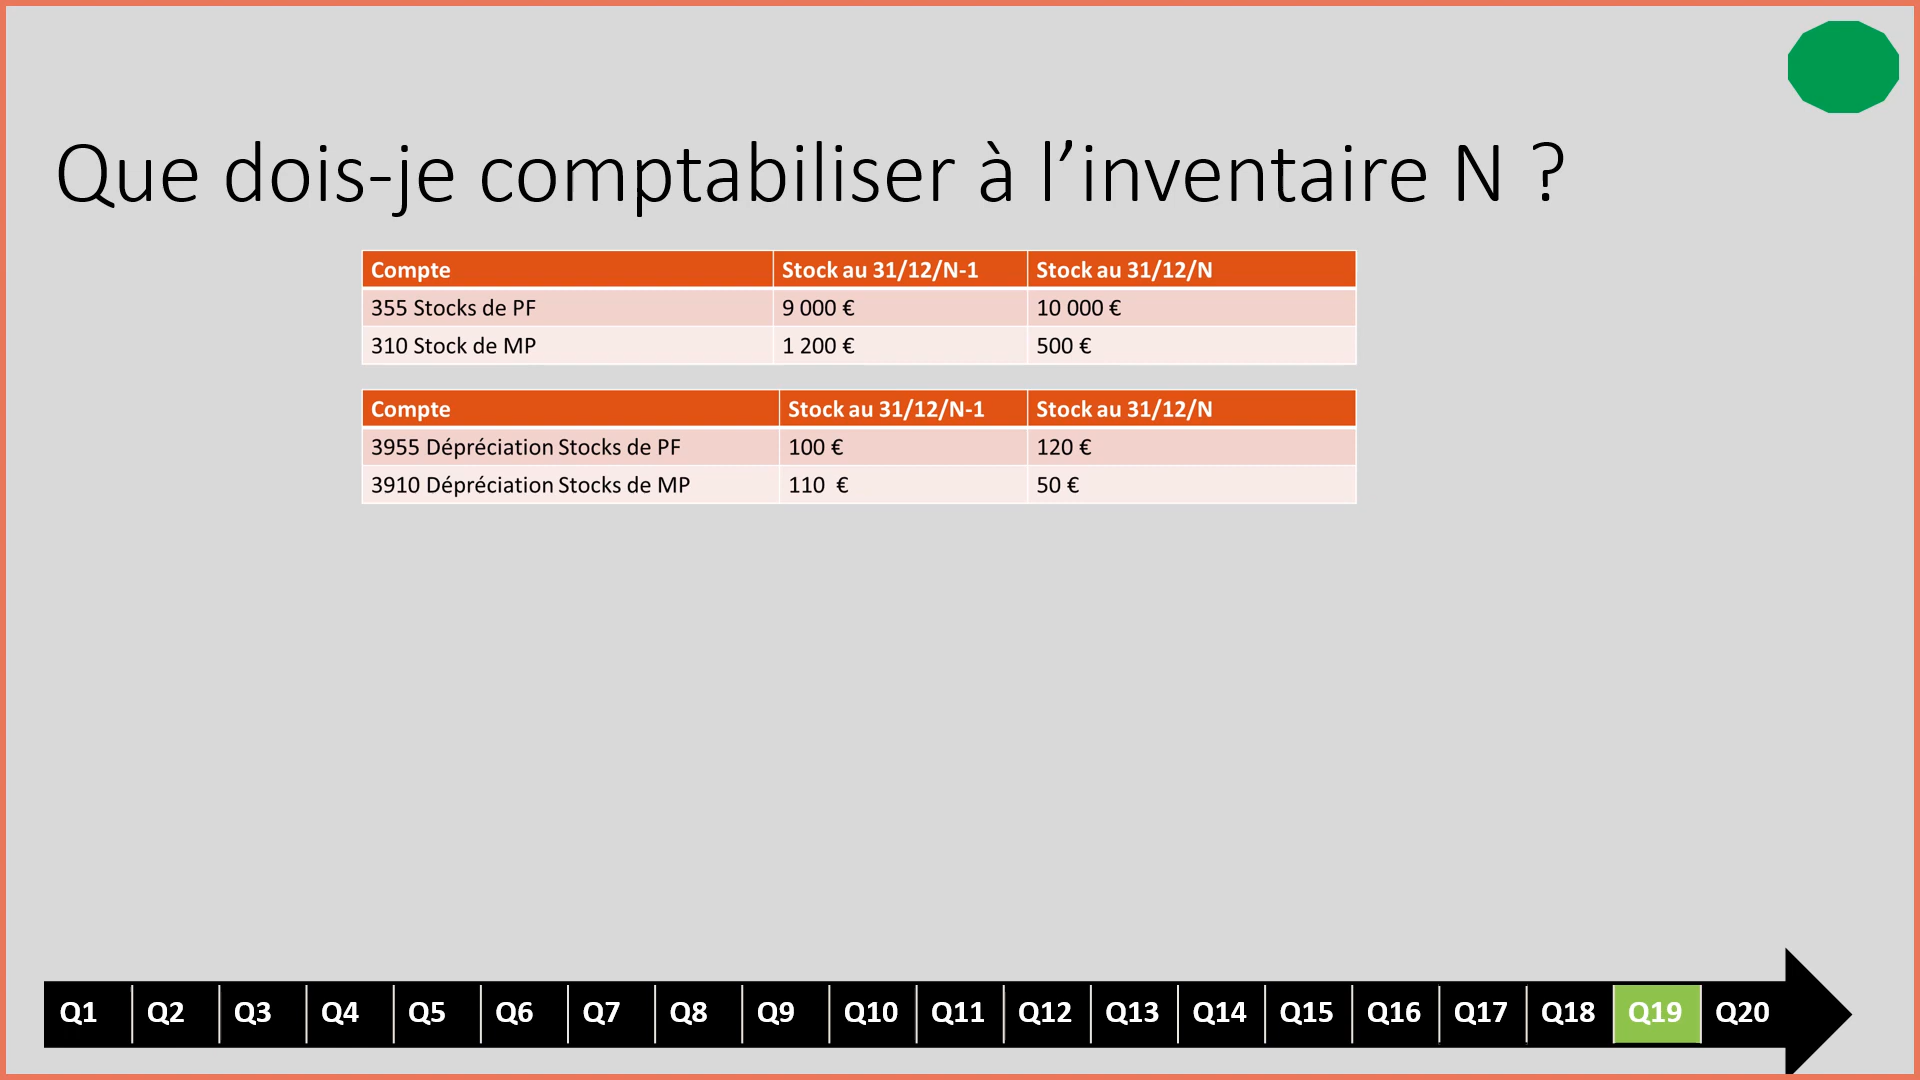 Que dois-je comptabiliser à l’inventaire N ?
Compte Stock au 31/12/N-1 Stock au 31/12/N
355 Stocks de PF 9 000 € 10 000 €
310 Stock de MP 1 200 € 500 €
Compte Stock au 31/12/N-1 Stock au 31/12/N
3955 Dépréciation Stocks de PF 100 € 120 €
3910 Dépréciation Stocks de MP 110 € 50 €
Q1 Q2 Q3 Q4 Q5 Q6 Q7 Q8 Q9 Q10 Q11 Q12 Q13 Q14 Q15 Q16 Q17 Q18 Q19 Q20